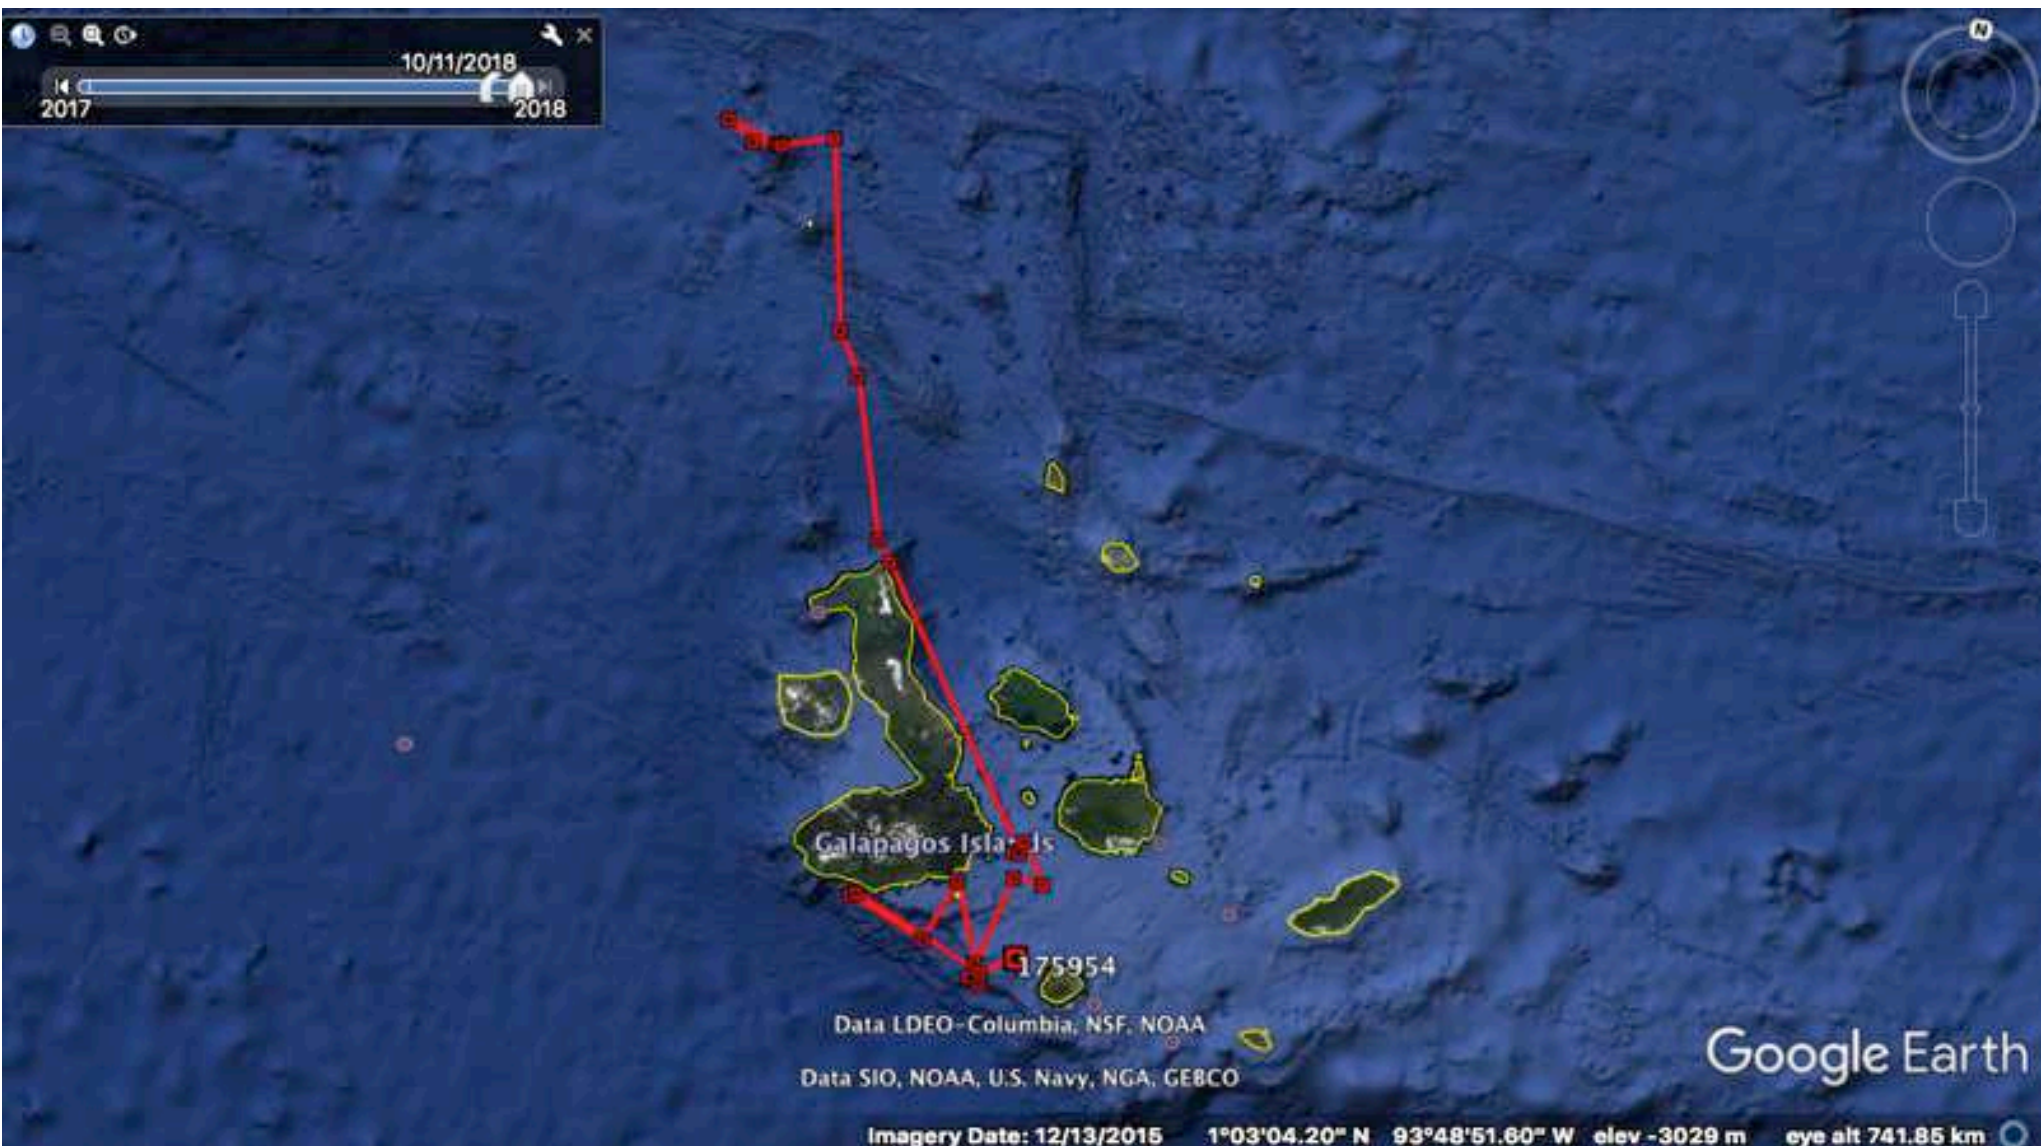 N
10/11/2018
2017
2018
Galapagos Islands
175954
Data LDEO-Columbia, NSF, NOAA
Google Earth
Data SIO, NOAA, U.S. Navy, NGA, GEBCO
Imagery Date: 12/13/2015 1°03'04.20" N 93°48'51.60" W elev -3029 m eye alt 741.85 km